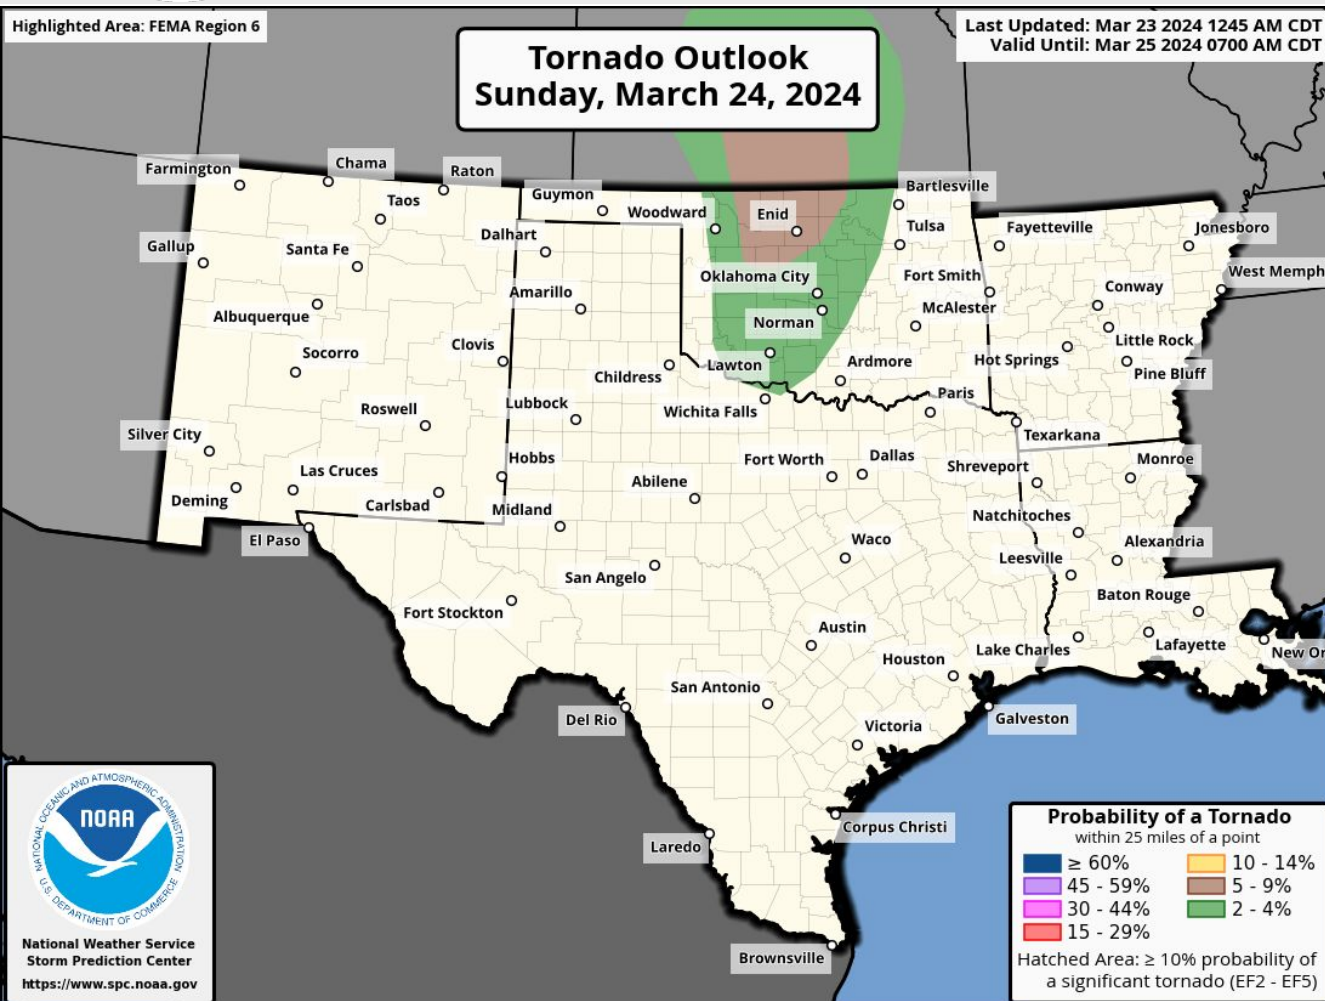 Highlighted Area: FEMA Region 6
Tornado Outlook
Sunday, March 24, 2024
Last Updated: Mar 23 2024 1245 AM CDT
Valid Until: Mar 25 2024 0700 AM CDT
Farmington
Chama
Raton
Taos
Guymon
Woodward
Enid
Bartlesville
Gallup
Santa Fe
Dalhart
Tulsa
Fayetteville
Jonesboro
Albuquerque
Amarillo
Oklahoma City
Fort Smith
Conway
West Memph
Norman
McAlester
Socorro
Clovis
Childress
Lawton
Ardmore
Hot Springs
Little Rock
Pine Bluff
Roswell
Lubbock
Wichita Falls
Paris
Silver City
Texarkana
Las Cruces
Hobbs
Abilene
Fort Worth
Dallas
Shreveport
Monroe
Deming
Carlsbad
Midland
Natchitoches
El Paso
San Angelo
Waco
Leesville
Alexandria
Fort Stockton
Baton Rouge
Austin
Houston
Lake Charles
Lafayette
New Or
San Antonio
Del Rio
Victoria
Galveston
Laredo
Corpus Christi
Brownsville
NATIONAL OCEANIC AND ATMOSPHERIC ADMINISTRATION
NOAA
U.S. DEPARTMENT OF COMMERCE
National Weather Service
Storm Prediction Center
https://www.spc.noaa.gov
Probability of a Tornado
within 25 miles of a point
≥ 60%
10 - 14%
45 - 59%
5 - 9%
30 - 44%
2 - 4%
15 - 29%
Hatched Area: ≥ 10% probability of
a significant tornado (EF2 - EF5)